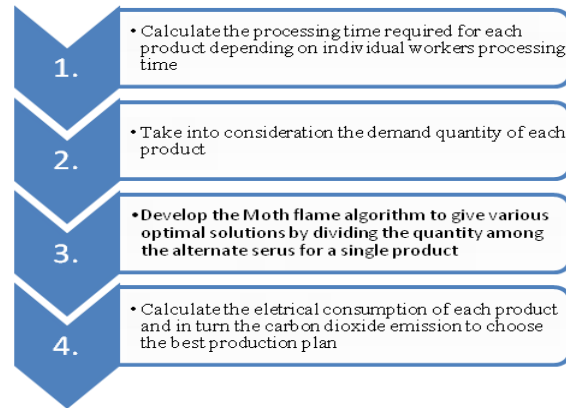 1.
• Calculate the processing time required for each
product depending on individual workers processing
time
2.
• Take into consideration the demand quantity of each
product
3.
•Develop the Moth flame algorithm to give various
optimal solutions by dividing the quantity among
the alternate serus for a single product
4.
• Calculate the eletrical consumption of each product
and in turn the carbon dioxide emission to choose
the best production plan